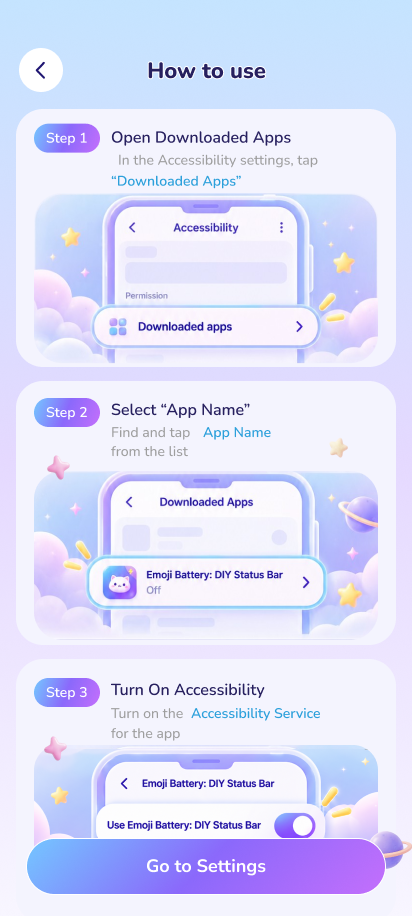 How to use
Step 1
Open Downloaded Apps
In the Accessibility settings, tap
“Downloaded Apps”
Accessibility
Permission
Downloaded apps
Step 2
Select “App Name”
Find and tap App Name
from the list
Downloaded Apps
Emoji Battery: DIY Status Bar
Off
Step 3
Turn On Accessibility
Turn on the Accessibility Service
for the app
Emoji Battery: DIY Status Bar
Use Emoji Battery: DIY Status Bar
Go to Settings